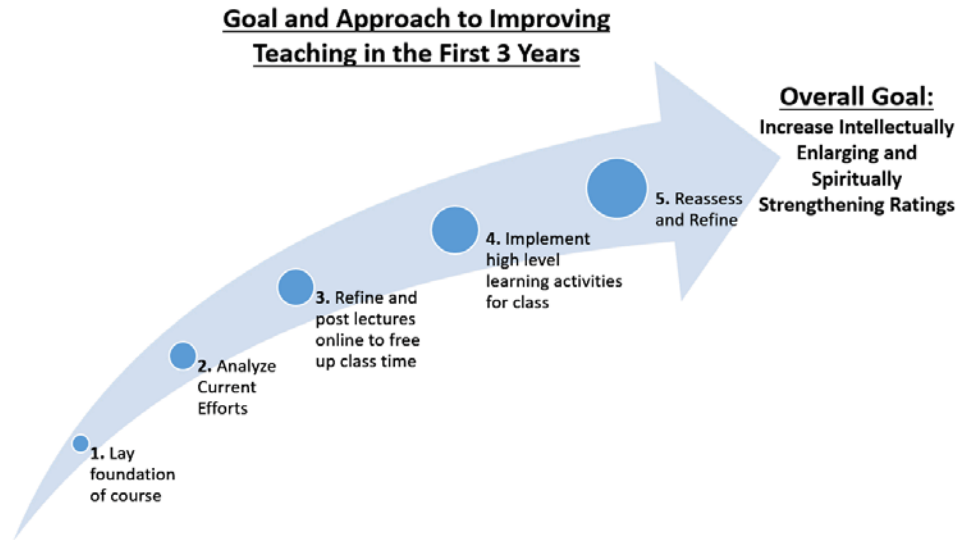 Goal and Approach to Improving
Teaching in the First 3 Years
Overall Goal:
Increase Intellectually
Enlarging and
Spiritually
Strengthening Ratings
5. Reassess
and Refine
4. Implement
high level
learning activities
for class
3. Refine and
post lectures
online to free
up class time
2. Analyze
Current
Efforts
1. Lay
foundation
of course